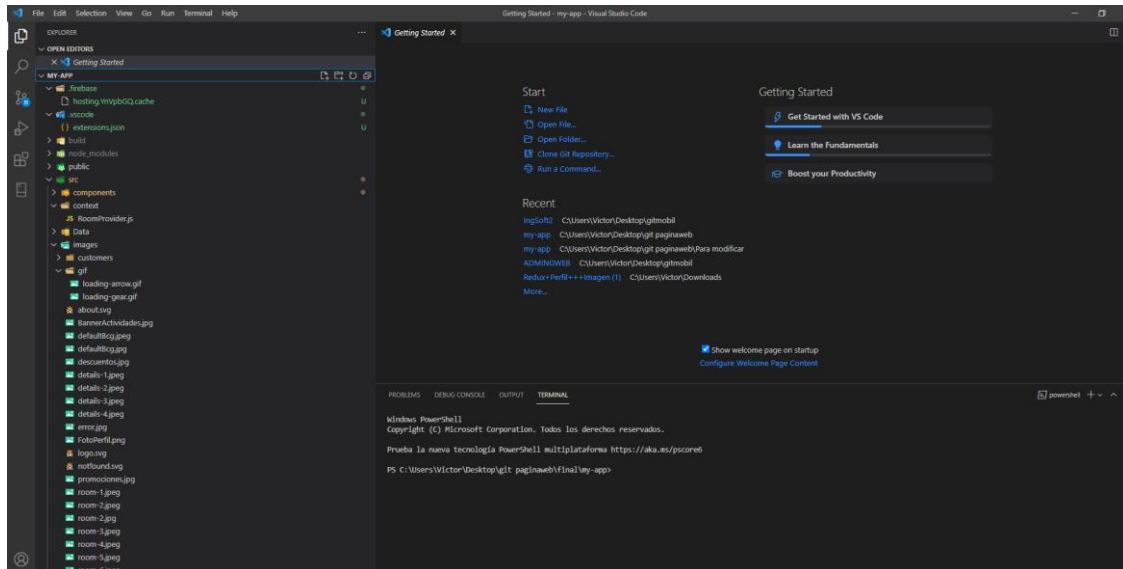 File Edit Selection View Go Run Terminal Help
Getting Started - my-app - Visual Studio Code
EXPLORER
OPEN EDITORS
Getting Started
MY-APP
.firebase
hosting.YnVpbGQ.cache U
.vscode
{} extensions.json U
build
node_modules
public
src
components
context
JS RoomProvider.js
Data
images
customers
gif
loading-arrow.gif
loading-gear.gif
about.svg
BannerActividades.jpg
defaultBcg.jpeg
defaultBcg.jpg
descuentos.jpg
details-1.jpeg
details-2.jpeg
details-3.jpeg
details-4.jpeg
error.jpg
FotoPerfil.png
logo.svg
notfound.svg
promociones.jpg
room-1.jpeg
room-2.jpeg
room-2.jpg
room-3.jpeg
room-4.jpeg
room-5.jpeg
Getting Started
Start
New File
Open File...
Open Folder...
Clone Git Repository...
Run a Command...
Recent
IngSoft2 C:\Users\Victor\Desktop\gitmobil
my-app C:\Users\Victor\Desktop\git paginaweb
my-app C:\Users\Victor\Desktop\git paginaweb\Para modificar
ADMINGWEB C:\Users\Victor\Desktop\gitmobil
Redux+Perfil+++Imagen (1) C:\Users\Victor\Downloads
More...
Getting Started
Get Started with VS Code
Learn the Fundamentals
Boost your Productivity
Show welcome page on startup
Configure Welcome Page Content
PROBLEMS DEBUG CONSOLE OUTPUT TERMINAL
powershell
Windows PowerShell
Copyright (C) Microsoft Corporation. Todos los derechos reservados.
Prueba la nueva tecnología PowerShell multiplataforma https://aka.ms/pscore6
PS C:\Users\Victor\Desktop\git paginaweb\final\my-app>